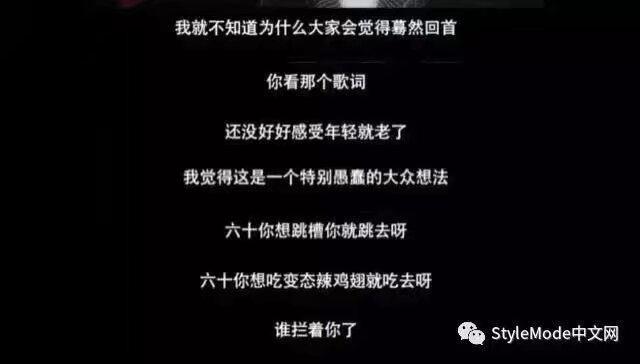 我就不知道为什么大家会觉得蓦然回首
你看那个歌词
还没好好感受年轻就老了
我觉得这是一个特别愚蠢的大众想法
六十你想跳槽你就跳去呀
六十你想吃变态辣鸡翅就吃去呀
谁拦着你了
StyleMode中文网